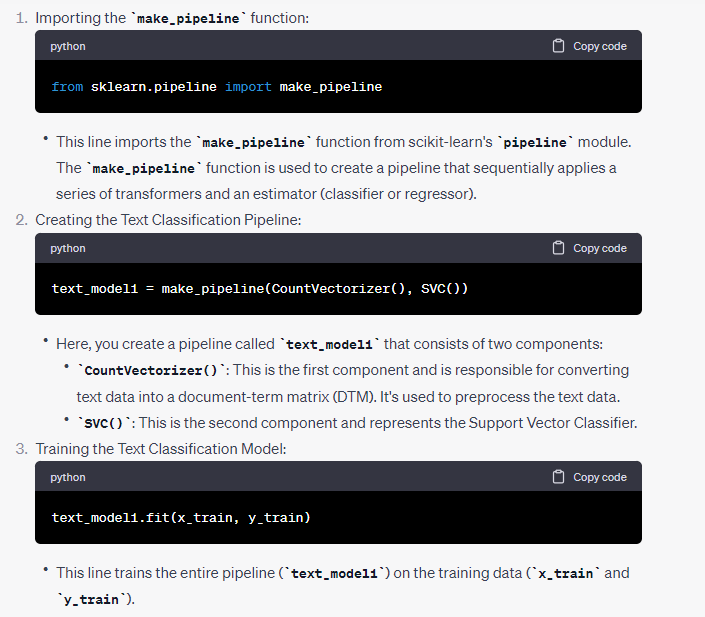 1. Importing the `make_pipeline` function:
python
Copy code
from sklearn.pipeline import make_pipeline
• This line imports the `make_pipeline` function from scikit-learn's `pipeline` module.
The `make_pipeline` function is used to create a pipeline that sequentially applies a
series of transformers and an estimator (classifier or regressor).
2. Creating the Text Classification Pipeline:
python
Copy code
text_model1 = make_pipeline(CountVectorizer(), SVC())
• Here, you create a pipeline called `text_model1` that consists of two components:
• `CountVectorizer()`: This is the first component and is responsible for converting
text data into a document-term matrix (DTM). It's used to preprocess the text data.
• `SVC()`: This is the second component and represents the Support Vector Classifier.
3. Training the Text Classification Model:
python
Copy code
text_model1.fit(x_train, y_train)
• This line trains the entire pipeline (`text_model1`) on the training data (`x_train` and
`y_train`).